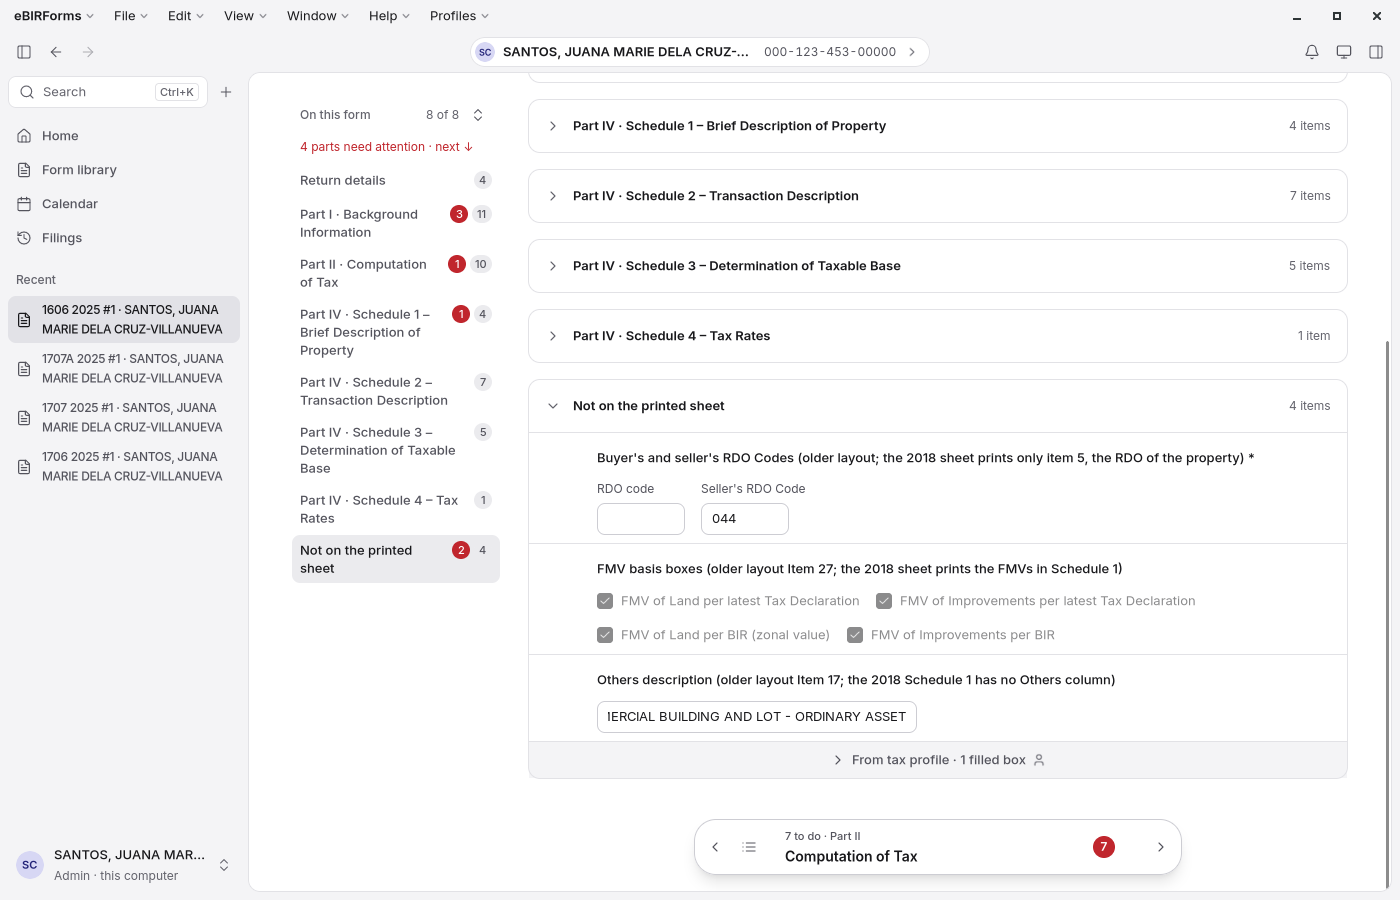 eBIRForms File Edit View Window Help Profiles
SC SANTOS, JUANA MARIE DELA CRUZ-... 000-123-453-00000
Search Ctrl+K
Home
Form library
Calendar
Filings
Recent
1606 2025 #1 · SANTOS, JUANA
MARIE DELA CRUZ-VILLANUEVA
1707A 2025 #1 · SANTOS, JUANA
MARIE DELA CRUZ-VILLANUEVA
1707 2025 #1 · SANTOS, JUANA
MARIE DELA CRUZ-VILLANUEVA
1706 2025 #1 · SANTOS, JUANA
MARIE DELA CRUZ-VILLANUEVA
SC SANTOS, JUANA MAR...
Admin · this computer
On this form 8 of 8
4 parts need attention · next ↓
Return details 4
Part I · Background 3 11
Information
Part II · Computation 1 10
of Tax
Part IV · Schedule 1 – 1 4
Brief Description of
Property
Part IV · Schedule 2 – 7
Transaction Description
Part IV · Schedule 3 – 5
Determination of Taxable
Base
Part IV · Schedule 4 – Tax 1
Rates
Not on the printed 2 4
sheet
Part IV · Schedule 1 – Brief Description of Property 4 items
Part IV · Schedule 2 – Transaction Description 7 items
Part IV · Schedule 3 – Determination of Taxable Base 5 items
Part IV · Schedule 4 – Tax Rates 1 item
Not on the printed sheet 4 items
Buyer's and seller's RDO Codes (older layout; the 2018 sheet prints only item 5, the RDO of the property) *
RDO code Seller's RDO Code
044
FMV basis boxes (older layout Item 27; the 2018 sheet prints the FMVs in Schedule 1)
FMV of Land per latest Tax Declaration FMV of Improvements per latest Tax Declaration
FMV of Land per BIR (zonal value) FMV of Improvements per BIR
Others description (older layout Item 17; the 2018 Schedule 1 has no Others column)
IERCIAL BUILDING AND LOT - ORDINARY ASSET
From tax profile · 1 filled box
7 to do · Part II
Computation of Tax 7